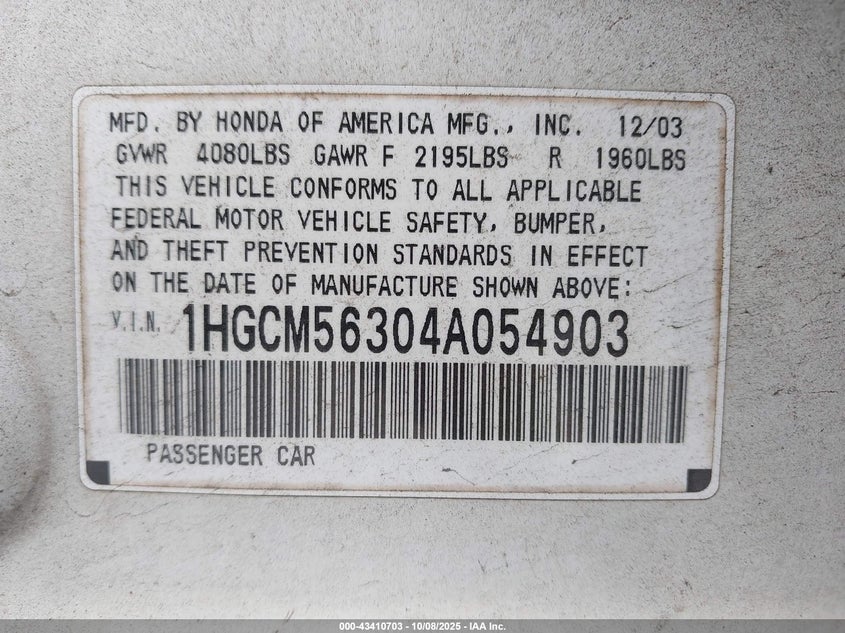 MFD. BY HONDA OF AMERICA MFG., INC. 12/03
GVWR 4080LBS GAWR F 2195LBS R 1960LBS
THIS VEHICLE CONFORMS TO ALL APPLICABLE
FEDERAL MOTOR VEHICLE SAFETY, BUMPER,
AND THEFT PREVENTION STANDARDS IN EFFECT
ON THE DATE OF MANUFACTURE SHOWN ABOVE:
V.I.N. 1HGCM56304A054903
PASSENGER CAR
000-43410703 - 10/08/2025 - IAA Inc.